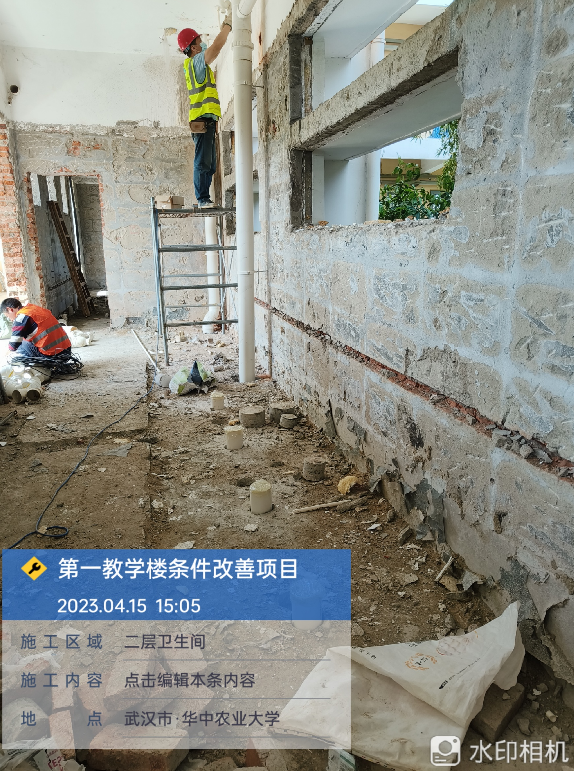 第一教学楼条件改善项目
2023.04.15 15:05
施工区域 二层卫生间
施工内容 点击编辑本条内容
地点 武汉市·华中农业大学
水印相机